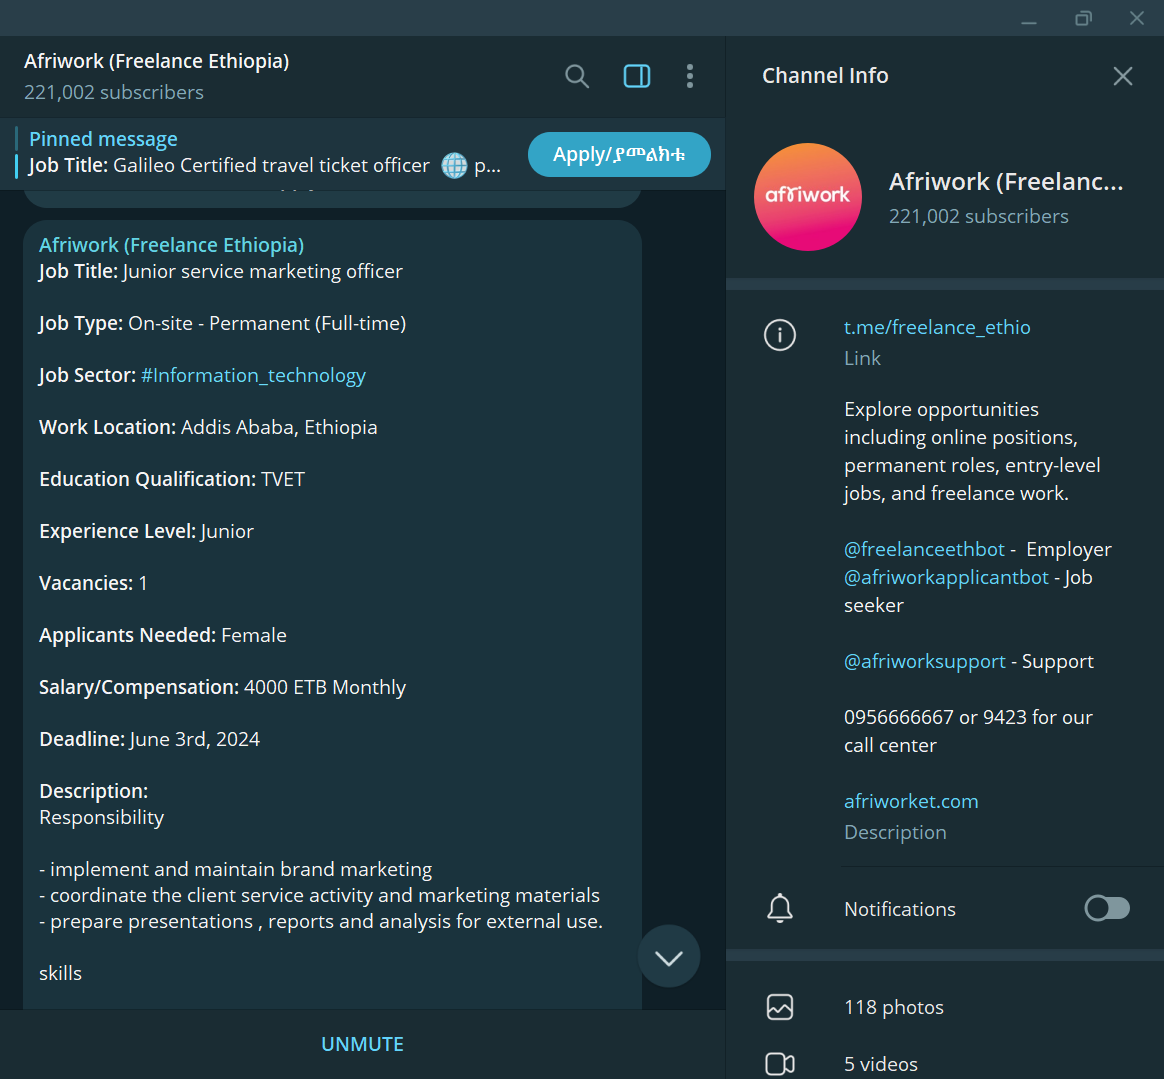 Afriwork (Freelance Ethiopia)
221,002 subscribers
Pinned message
Job Title: Galileo Certified travel ticket officer 🌐 p...
Apply/ያመልክቱ
Afriwork (Freelance Ethiopia)
Job Title: Junior service marketing officer
Job Type: On-site - Permanent (Full-time)
Job Sector: #Information_technology
Work Location: Addis Ababa, Ethiopia
Education Qualification: TVET
Experience Level: Junior
Vacancies: 1
Applicants Needed: Female
Salary/Compensation: 4000 ETB Monthly
Deadline: June 3rd, 2024
Description:
Responsibility
- implement and maintain brand marketing
- coordinate the client service activity and marketing materials
- prepare presentations , reports and analysis for external use.
skills
UNMUTE
Channel Info
afriwork
Afriwork (Freelanc...
221,002 subscribers
t.me/freelance_ethio
Link
Explore opportunities
including online positions,
permanent roles, entry-level
jobs, and freelance work.
@freelanceethbot - Employer
@afriworkapplicantbot - Job
seeker
@afriworksupport - Support
0956666667 or 9423 for our
call center
afriworket.com
Description
Notifications
118 photos
5 videos